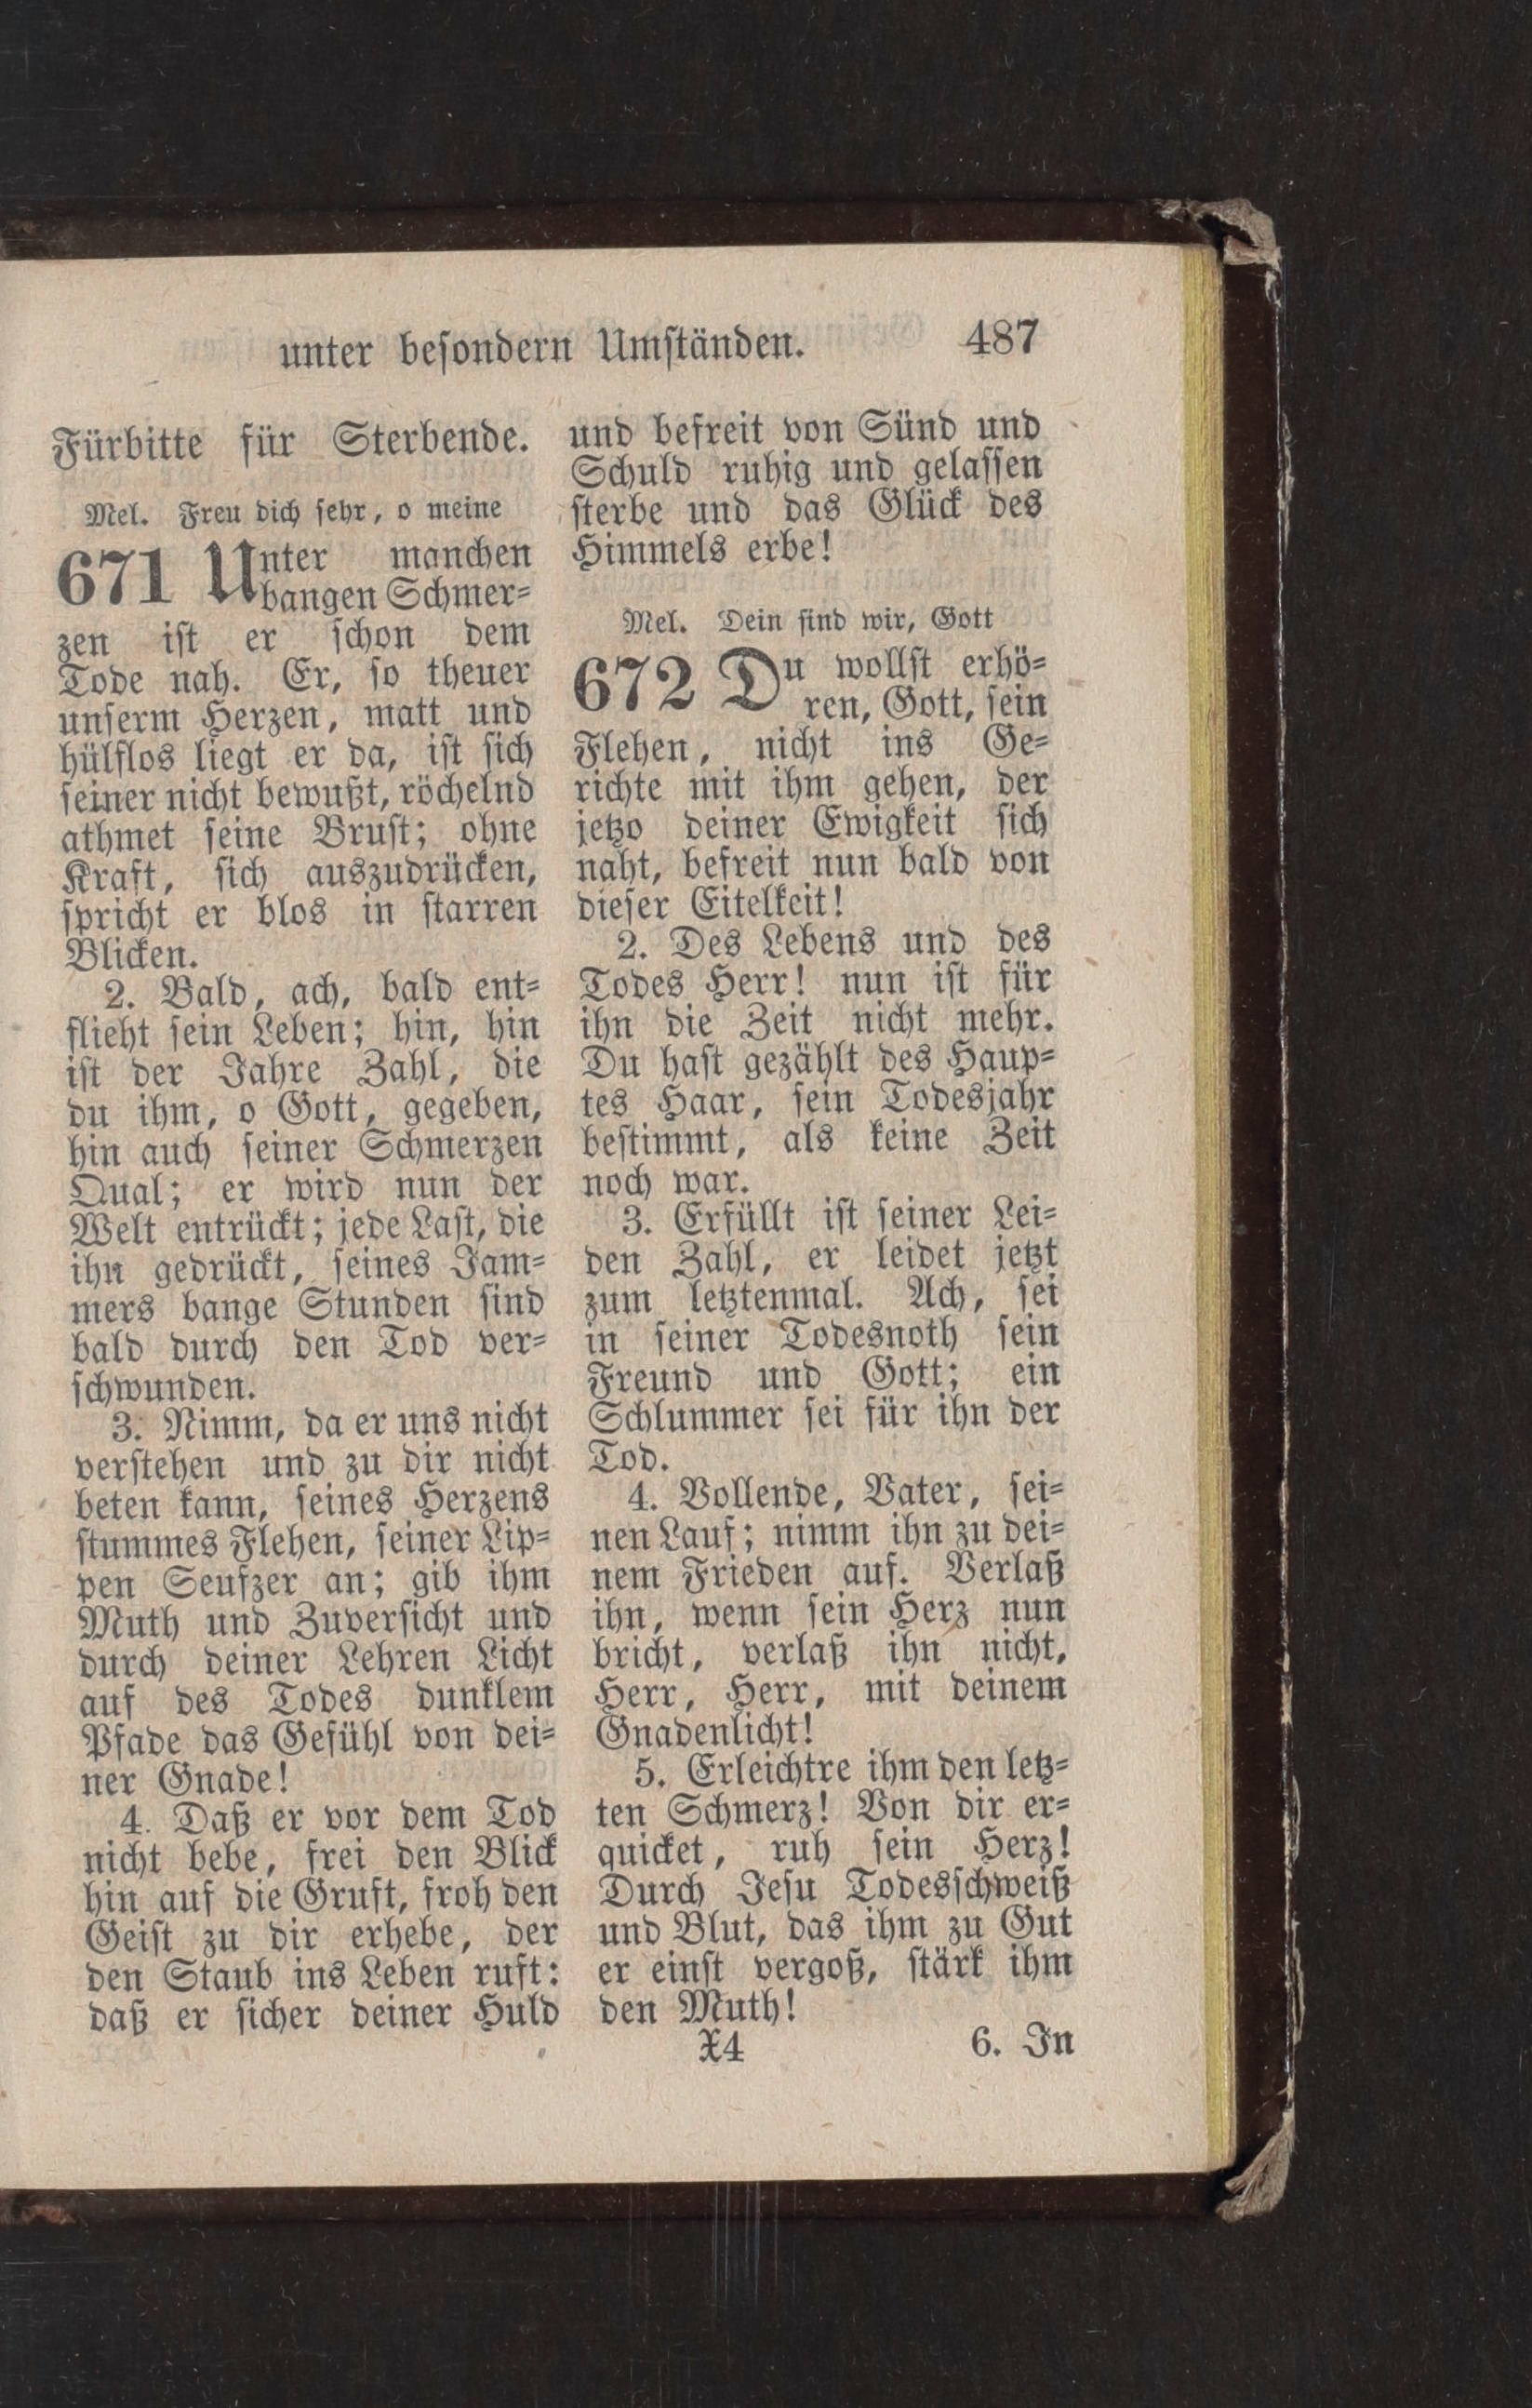 unter besondern Umständen. 487
Fürbitte für Sterbende.
Mel. Freu dich sehr, o meine
671 Unter manchen
bangen Schmer-
zen ist er schon dem
Tode nah. Er, so theuer
unserm Herzen, matt und
hülflos liegt er da, ist sich
seiner nicht bewußt, röchelnd
athmet seine Brust; ohne
Kraft, sich auszudrücken,
spricht er blos in starren
Blicken.
2. Bald, ach, bald ent-
flieht sein Leben; hin, hin
ist der Jahre Zahl, die
du ihm, o Gott, gegeben,
hin auch seiner Schmerzen
Qual; er wird nun der
Welt entrückt; jede Last, die
ihn gedrückt, seines Jam-
mers bange Stunden sind
bald durch den Tod ver-
schwunden.
3. Nimm, da er uns nicht
verstehen und zu dir nicht
beten kann, seines Herzens
stummes Flehen, seiner Lip-
pen Seufzer an; gib ihm
Muth und Zuversicht und
durch deiner Lehren Licht
auf des Todes dunklem
Pfade das Gefühl von dei-
ner Gnade!
4. Daß er vor dem Tod
nicht bebe, frei den Blick
hin auf die Gruft, froh den
Geist zu dir erhebe, der
den Staub ins Leben ruft:
daß er sicher deiner Huld
und befreit von Sünd und
Schuld ruhig und gelassen
sterbe und das Glück des
Himmels erbe!
Mel. Dein sind wir, Gott
672 Du wollst erhö-
ren, Gott, sein
Flehen, nicht ins Ge-
richte mit ihm gehen, der
jetzo deiner Ewigkeit sich
naht, befreit nun bald von
dieser Eitelkeit!
2. Des Lebens und des
Todes Herr! nun ist für
ihn die Zeit nicht mehr.
Du hast gezählt des Haup-
tes Haar, sein Todesjahr
bestimmt, als keine Zeit
noch war.
3. Erfüllt ist seiner Lei-
den Zahl, er leidet jetzt
zum letztenmal. Ach, sei
in seiner Todesnoth sein
Freund und Gott; ein
Schlummer sei für ihn der
Tod.
4. Vollende, Vater, sei-
nen Lauf; nimm ihn zu dei-
nem Frieden auf. Verlaß
ihn, wenn sein Herz nun
bricht, verlaß ihn nicht,
Herr, Herr, mit deinem
Gnadenlicht!
5. Erleichtre ihm den letz-
ten Schmerz! Von dir er-
quicket, ruh sein Herz!
Durch Jesu Todesschweiß
und Blut, das ihm zu Gut
er einst vergoß, stärk ihm
den Muth!
X4 6. In